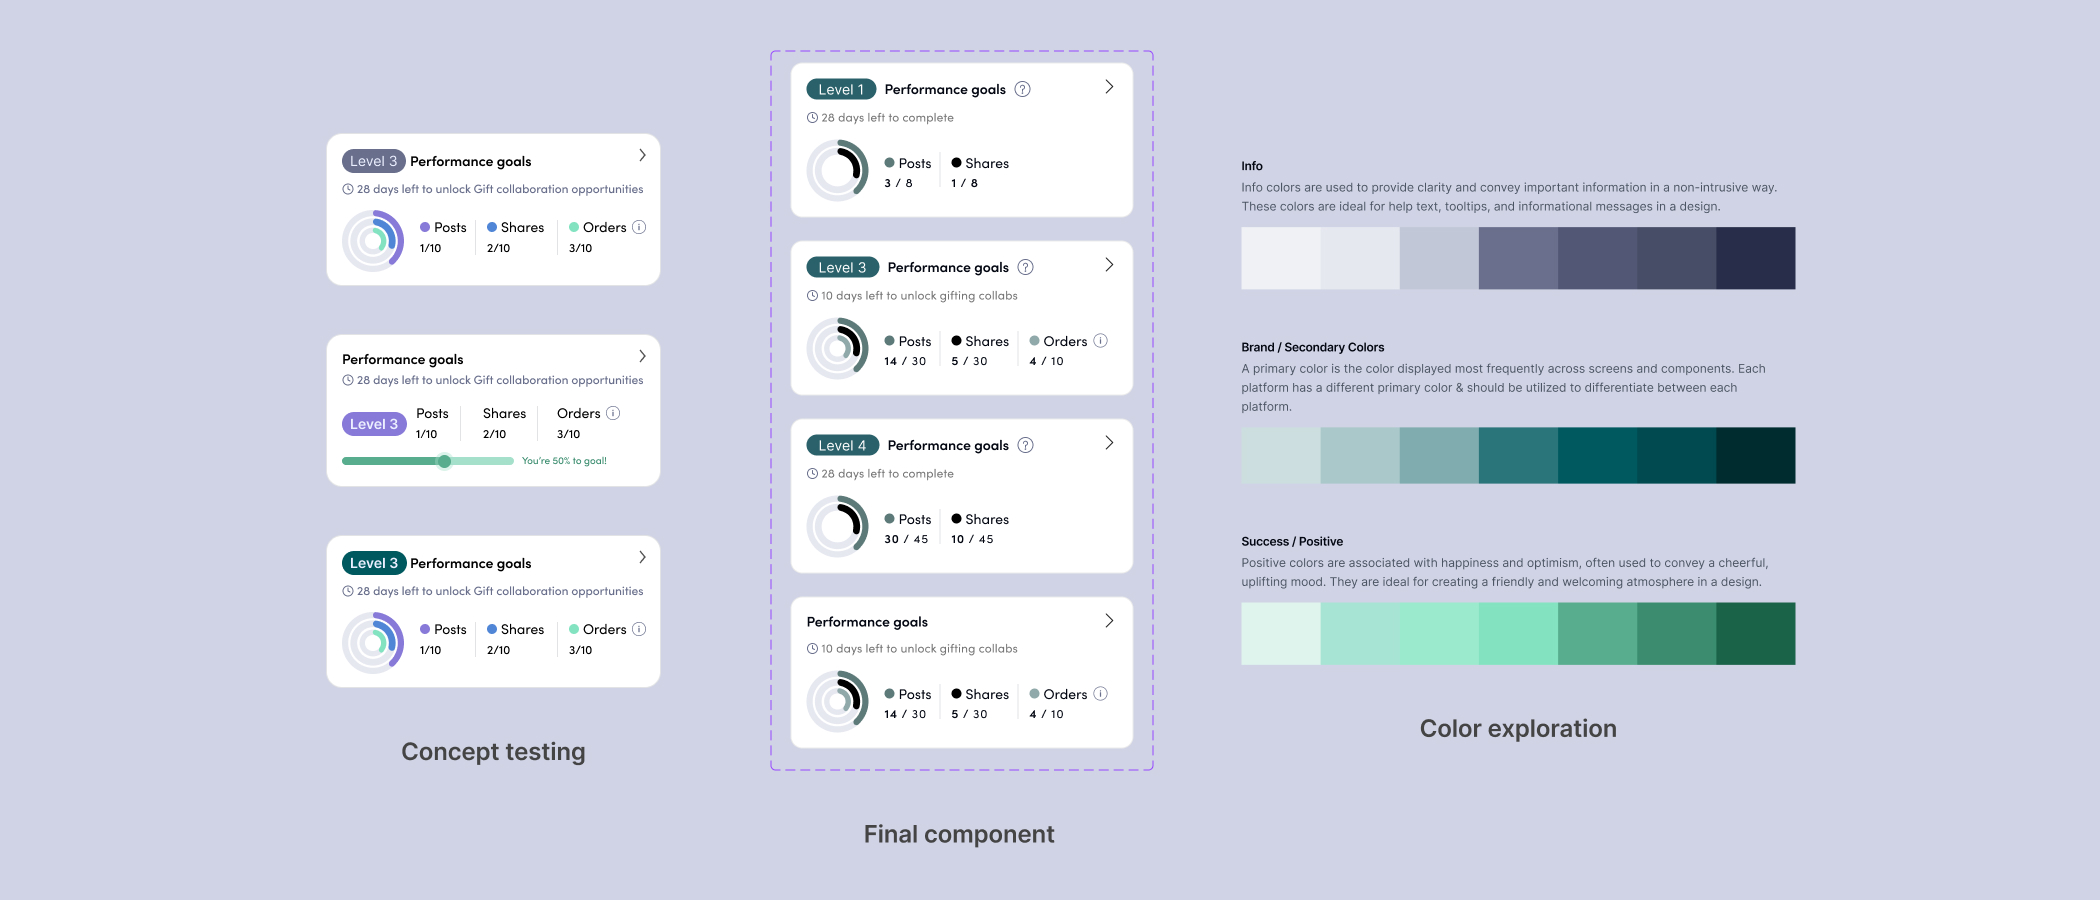 Level 3 Performance goals
28 days left to unlock Gift collaboration opportunities
Posts Shares Orders
1/10 2/10 3/10
Performance goals
28 days left to unlock Gift collaboration opportunities
Level 3
Posts Shares Orders
1/10 2/10 3/10
You're 50% to goal!
Level 3 Performance goals
28 days left to unlock Gift collaboration opportunities
Posts Shares Orders
1/10 2/10 3/10
Concept testing
Level 1 Performance goals ?
28 days left to complete
Posts Shares
3 / 8 1 / 8
Level 3 Performance goals ?
10 days left to unlock gifting collabs
Posts Shares Orders
14 / 30 5 / 30 4 / 10
Level 4 Performance goals ?
28 days left to complete
Posts Shares
30 / 45 10 / 45
Performance goals
10 days left to unlock gifting collabs
Posts Shares Orders
14 / 30 5 / 30 4 / 10
Final component
Info
Info colors are used to provide clarity and convey important information in a non-intrusive way.
These colors are ideal for help text, tooltips, and informational messages in a design.
Brand / Secondary Colors
A primary color is the color displayed most frequently across screens and components. Each
platform has a different primary color & should be utilized to differentiate between each
platform.
Success / Positive
Positive colors are associated with happiness and optimism, often used to convey a cheerful,
uplifting mood. They are ideal for creating a friendly and welcoming atmosphere in a design.
Color exploration